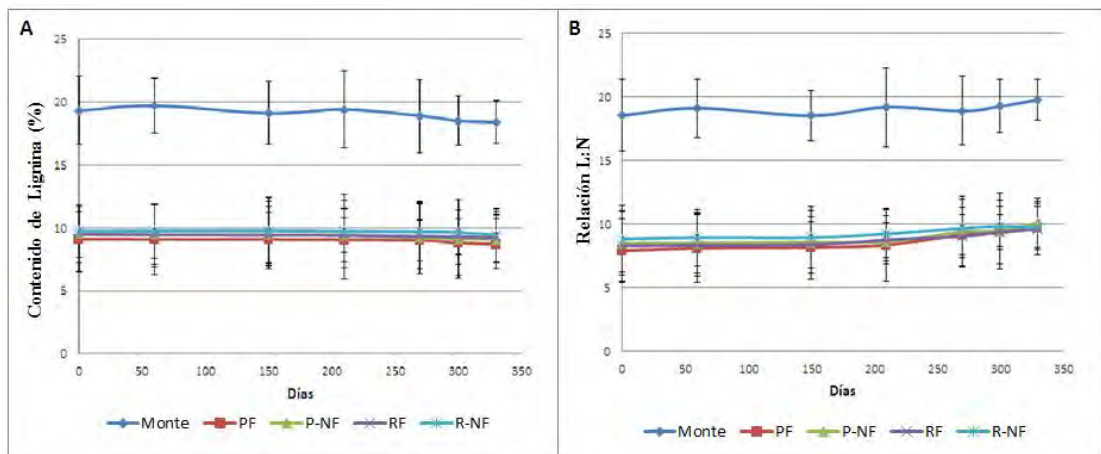 A
Contenido de Lignina (%)
25
20
15
10
5
0
0 50 100 150 200 250 300 350
Días
Monte PF P-NF RF R-NF
B
Relación L:N
25
20
15
10
5
0
0 50 100 150 200 250 300 350
Días
Monte PF P-NF RF R-NF